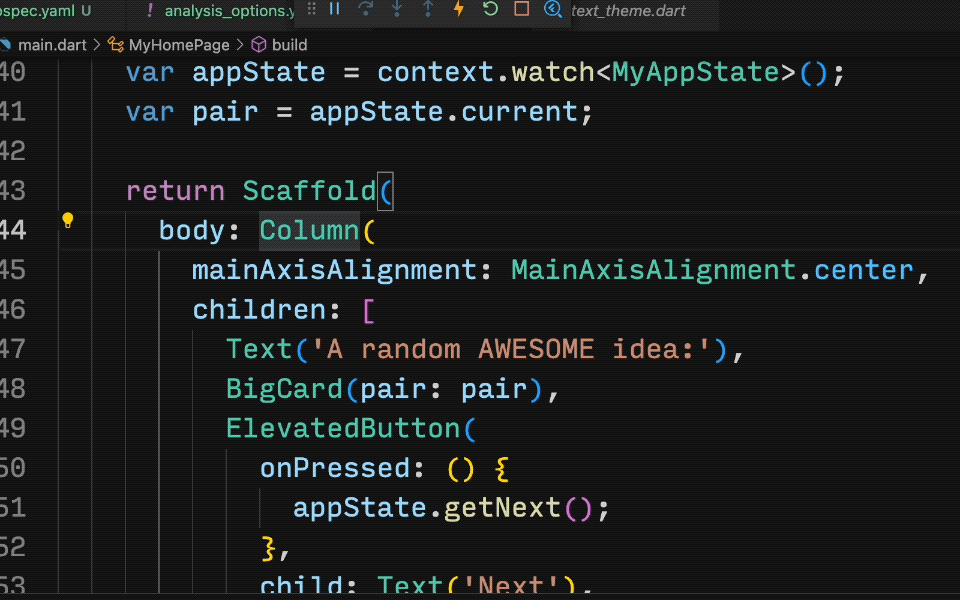 pspec.yaml U ! analysis_options.y text_theme.dart
main.dart > MyHomePage > build
40 var appState = context.watch<MyAppState>();
41 var pair = appState.current;
42
43 return Scaffold(
44 body: Column(
45 mainAxisAlignment: MainAxisAlignment.center,
46 children: [
47 Text('A random AWESOME idea:'),
48 BigCard(pair: pair),
49 ElevatedButton(
50 onPressed: () {
51 appState.getNext();
52 },
53 child: Text('Next'),